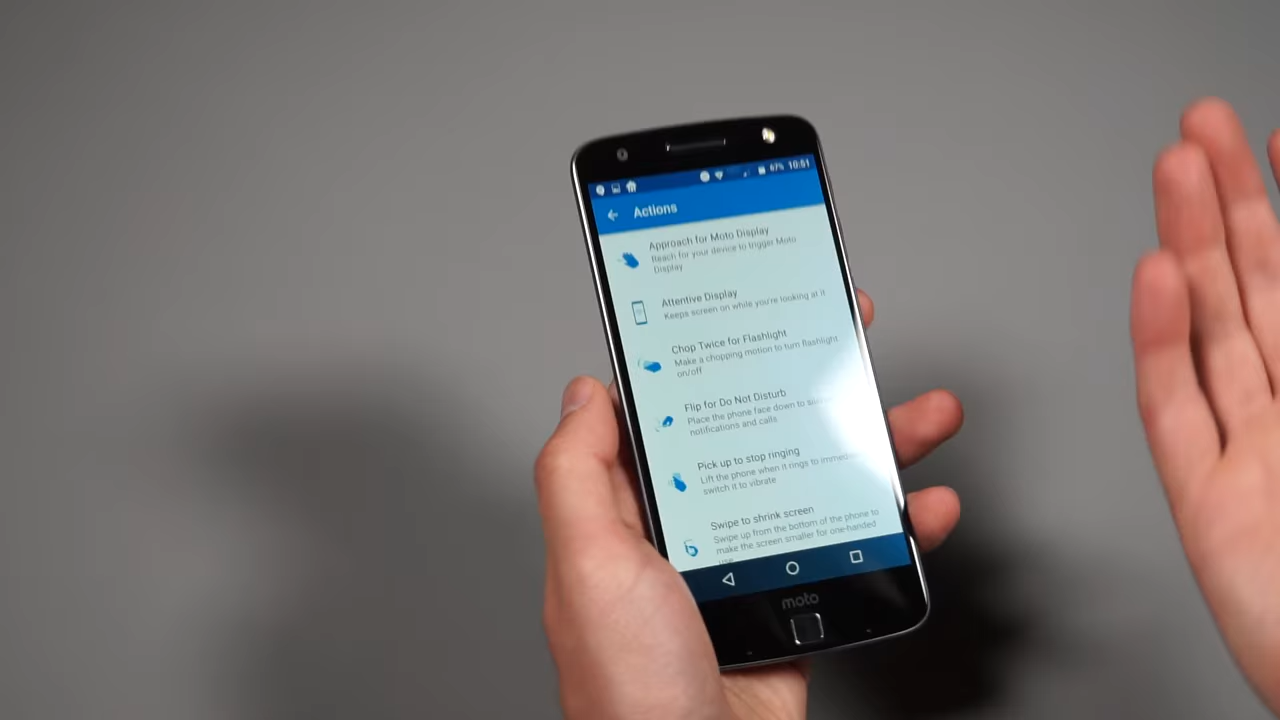 67% 10:51
Actions
Approach for Moto Display
Reach for your device to trigger Moto
Display
Attentive Display
Keeps screen on while you're looking at it
Chop Twice for Flashlight
Make a chopping motion to turn flashlight
on/off
Flip for Do Not Disturb
Place the phone face down to
notifications and calls
Pick up to stop ringing
Lift the phone when it rings to
switch it to vibrate
Swipe to shrink screen
Swipe up from the bottom of the phone to
make the screen smaller for one-handed
moto